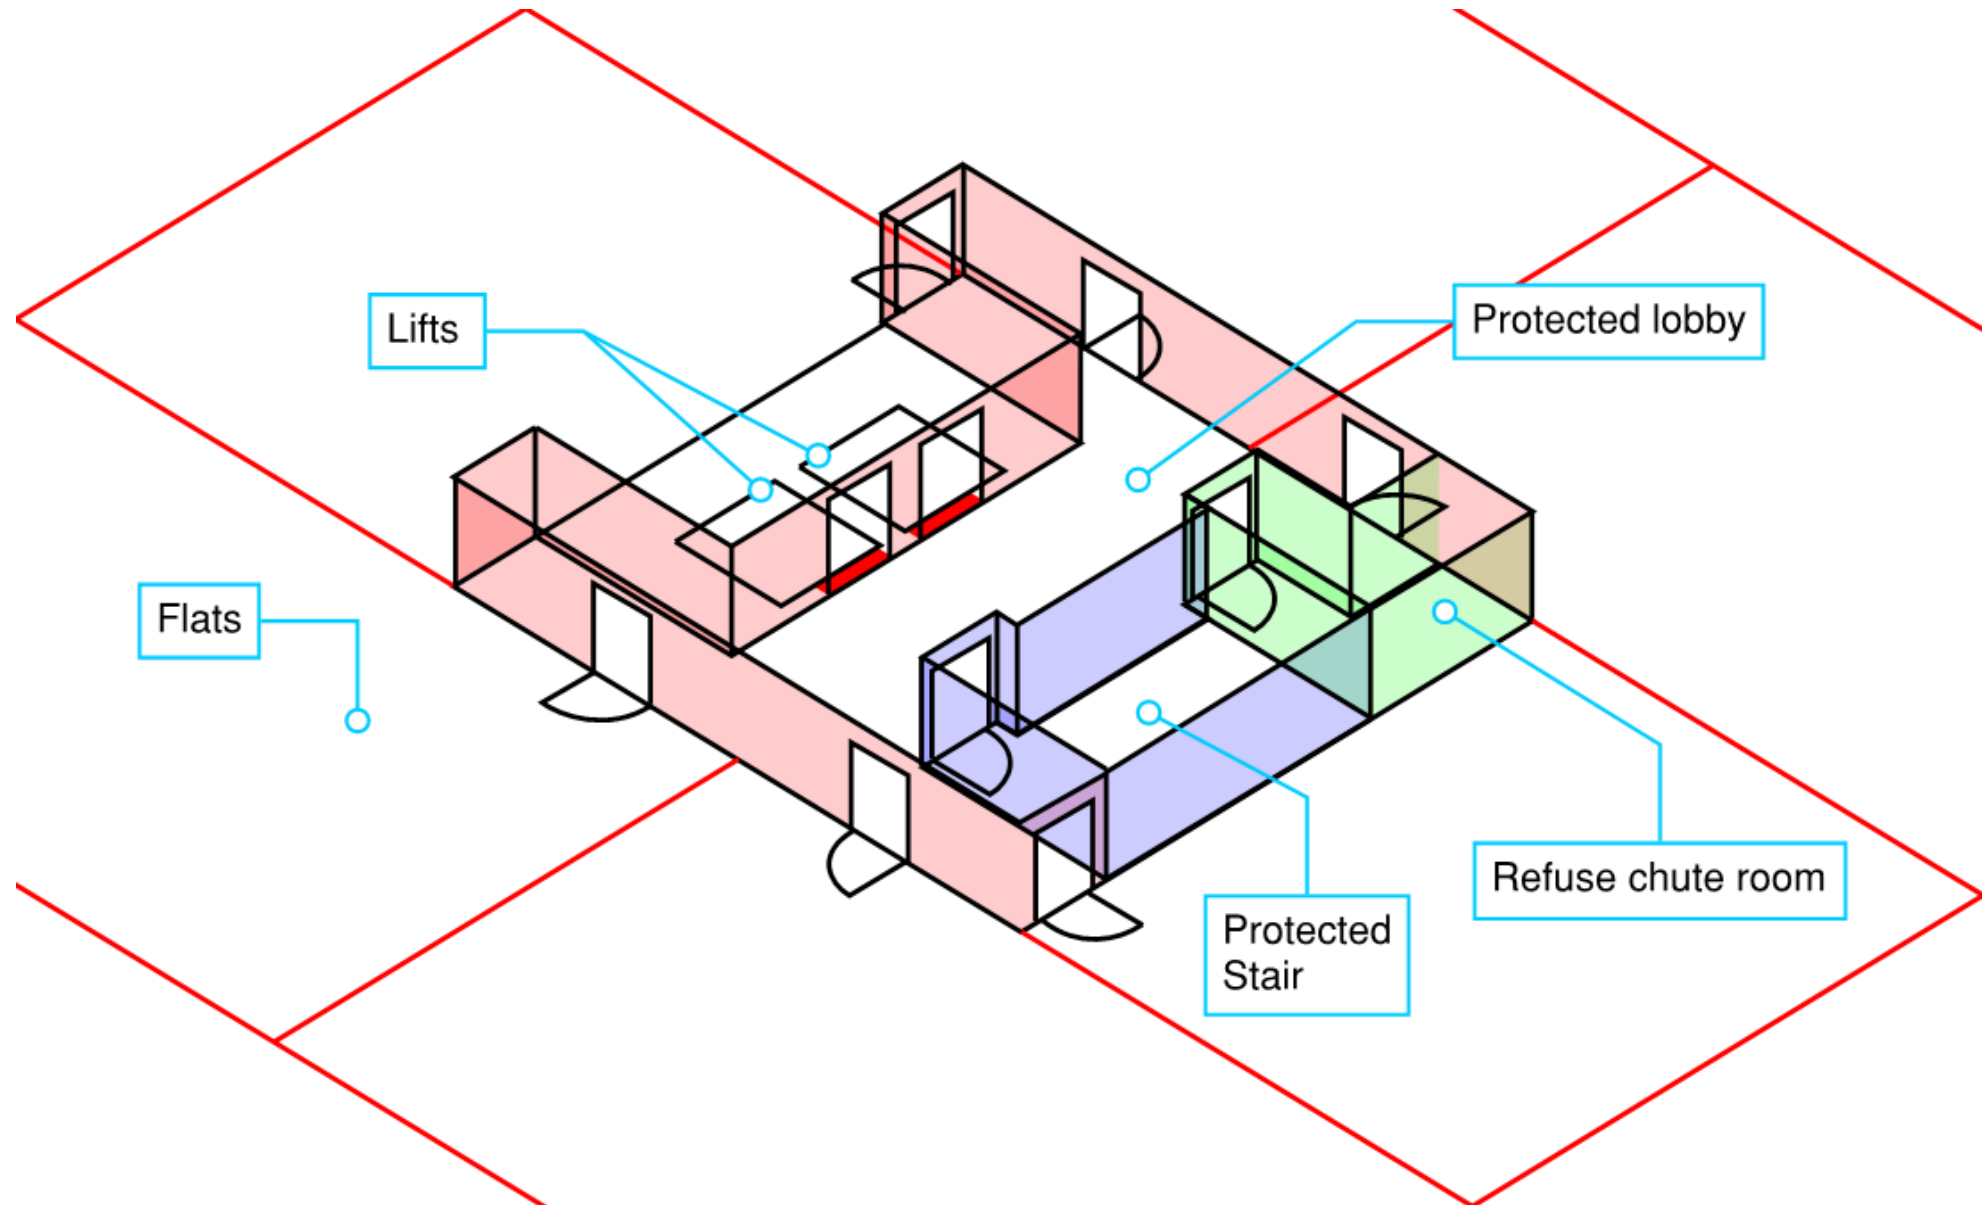 Protected lobby
Lifts
Flats
Refuse chute room
Protected
Stair